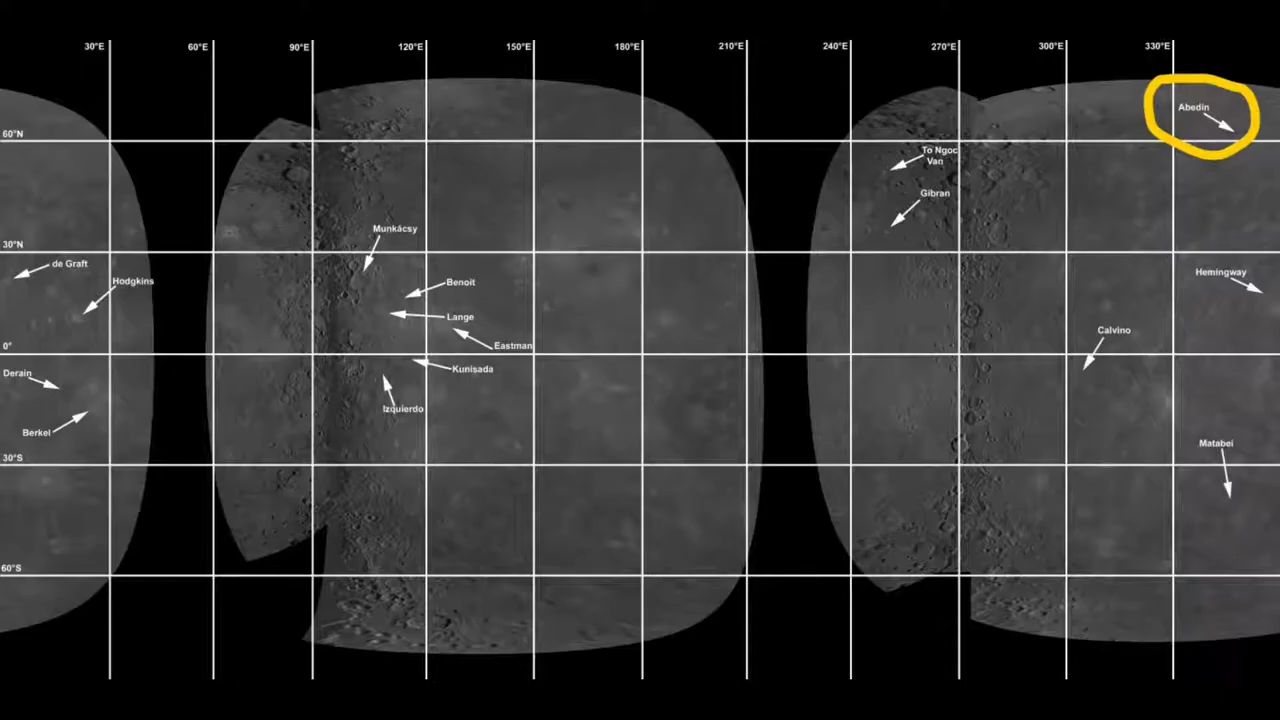 30°E 60°E 90°E 120°E 150°E 180°E 210°E 240°E 270°E 300°E 330°E
Abedin
60°N
To Ngoc
Van
Gibran
Munkácsy
30°N
de Graft
Hemingway
Hodgkins
Benoit
Lange
Calvino
0°
Eastman
Kunisada
Derain
Izquierdo
Berkel
Matabei
30°S
60°S